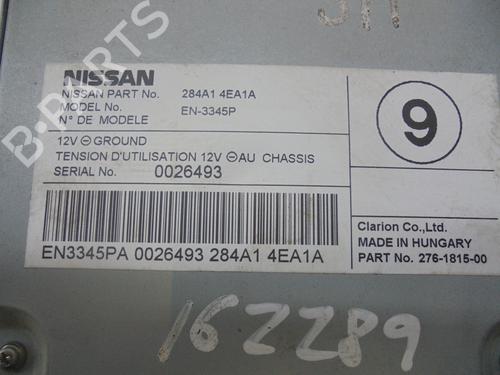 NISSAN
NISSAN PART No. 284A1 4EA1A
MODEL No. EN-3345P
N° DE MODELE
12V ⊖ GROUND
TENSION D'UTILISATION 12V ⊖ AU CHASSIS
SERIAL No. 0026493
EN3345PA 0026493 284A1 4EA1A
9
Clarion Co.,Ltd.
MADE IN HUNGARY
PART No. 276-1815-00
162289
B-PARTS